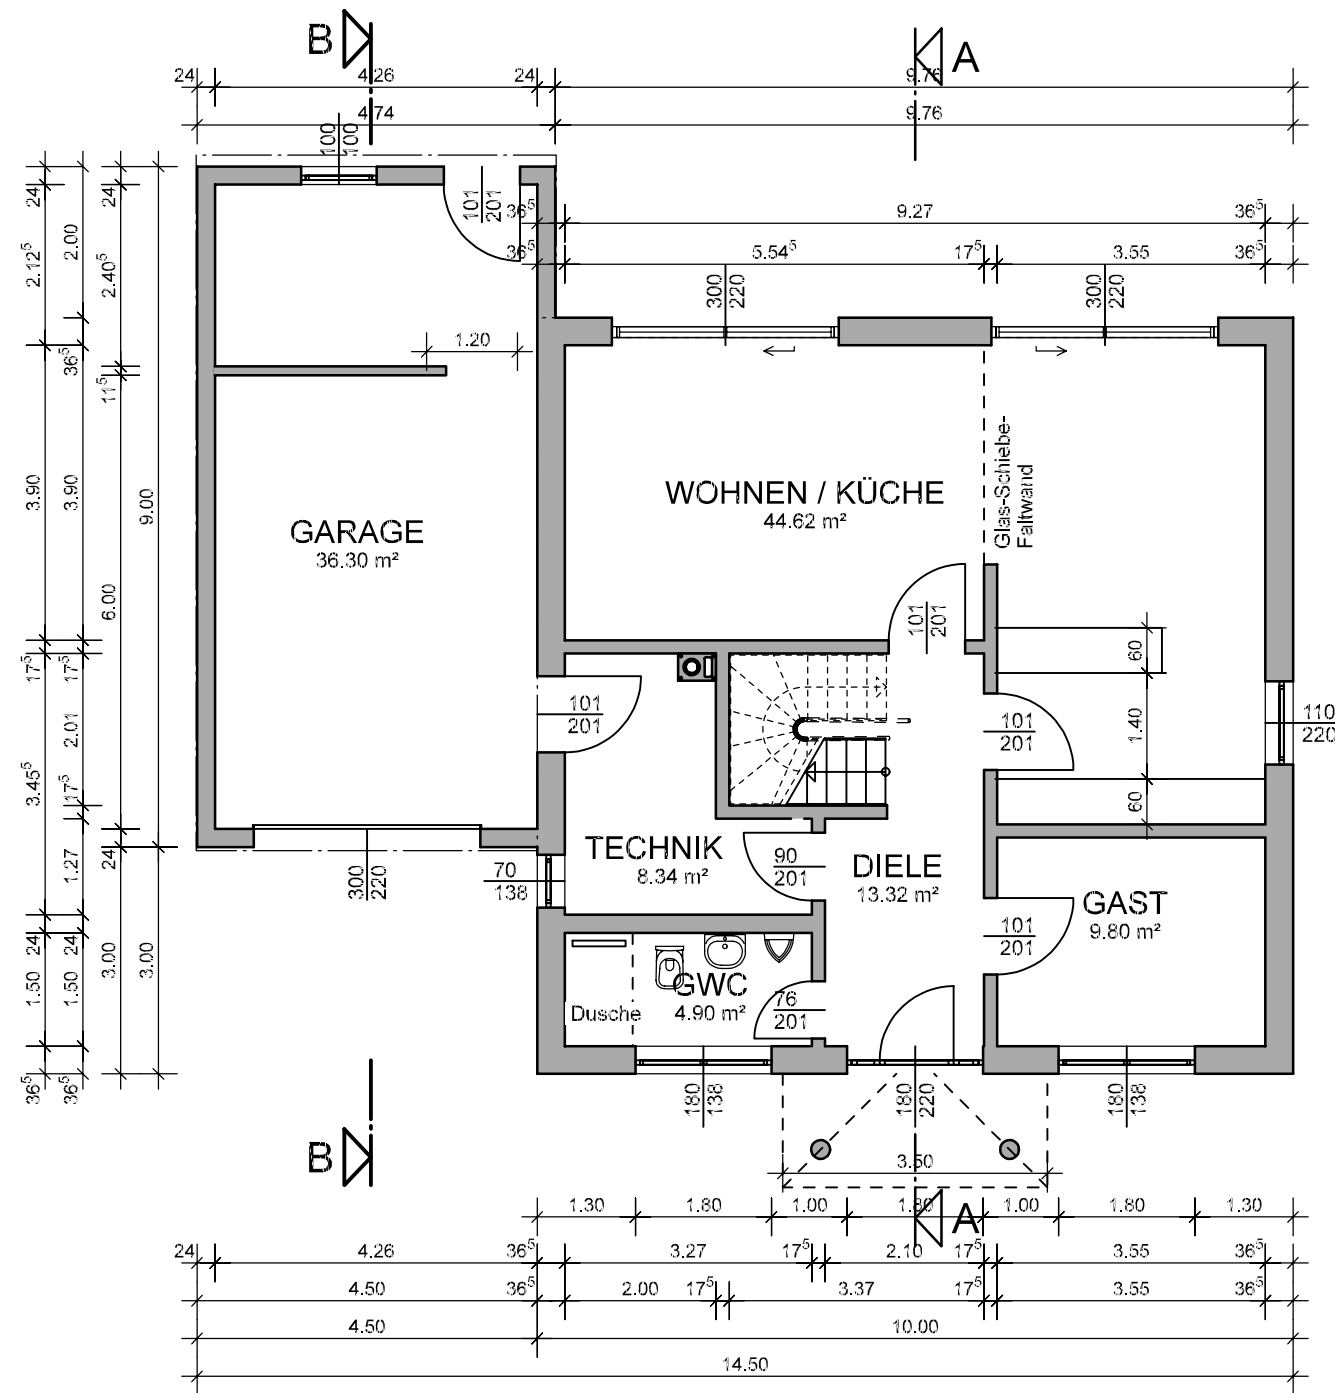 B
A
24 4.26 24 9.76
4.74 9.76
100
100
101
201
36⁵ 9.27 36⁵
36⁵ 5.54⁵ 17⁵ 3.55 36⁵
300
220
300
220
24
2.12⁵
3.90
17⁵
3.45⁵
24
1.50
36⁵
2.00
36⁵
3.90
17⁵
2.01
17⁵
1.27
24
1.50
36⁵
24
2.40⁵
11⁵
6.00
24
3.00
9.00
3.00
1.20
GARAGE
36.30 m²
WOHNEN / KÜCHE
44.62 m²
Glas-Schiebe-
Faltwand
101
201
60
1.40
60
101
201
101
201
110
220
TECHNIK
8.34 m²
90
201
DIELE
13.32 m²
GAST
9.80 m²
101
201
300
220
70
138
GWC
4.90 m²
Dusche
76
201
180
138
180
220
180
138
3.50
B
A
1.30 1.80 1.00 1.80 1.00 1.80 1.30
24 4.26 36⁵ 3.27 17⁵ 2.10 17⁵ 3.55 36⁵
4.50 36⁵ 2.00 17⁵ 3.37 17⁵ 3.55 36⁵
4.50 10.00
14.50